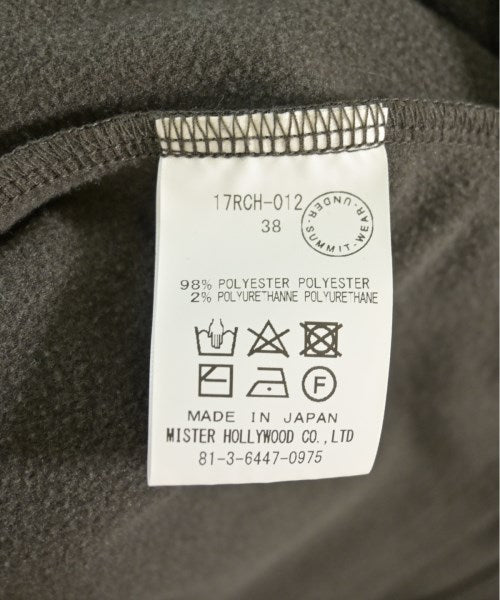 17RCH-012
38
UNDER·SUMMIT·WEAR·
98% POLYESTER POLYESTER
2% POLYURETHANNE POLYURETHANE
F
MADE IN JAPAN
MISTER HOLLYWOOD CO.,LTD
81-3-6447-0975